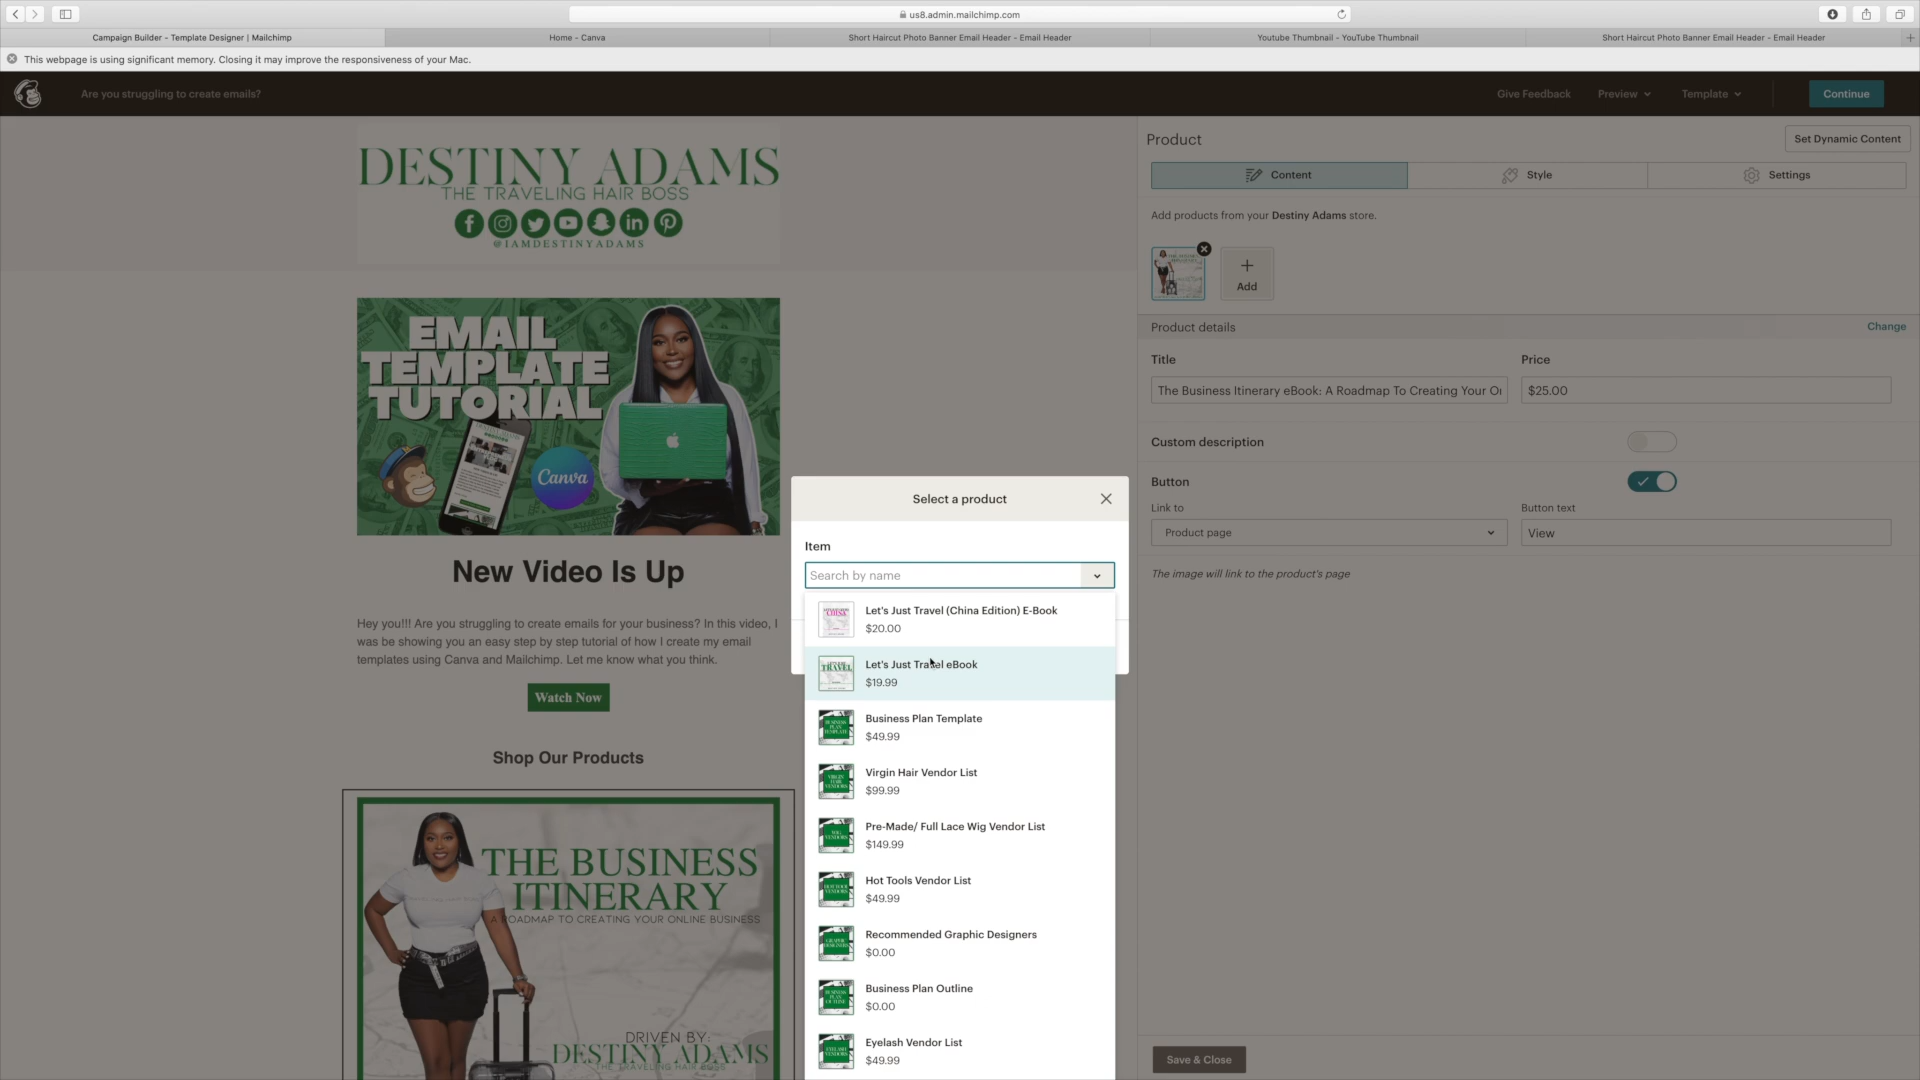 us8.admin.mailchimp.com
Campaign Builder - Template Designer | Mailchimp
Home - Canva
Short Haircut Photo Banner Email Header - Email Header
Youtube Thumbnail - YouTube Thumbnail
Short Haircut Photo Banner Email Header - Email Header
This webpage is using significant memory. Closing it may improve the responsiveness of your Mac.
Are you struggling to create emails?
Give Feedback
Preview
Template
Continue
DESTINY ADAMS
THE TRAVELING HAIR BOSS
@IAMDESTINYADAMS
EMAIL
TEMPLATE
TUTORIAL
Canva
New Video Is Up
Hey you!!! Are you struggling to create emails for your business? In this video, I
was be showing you an easy step by step tutorial of how I create my email
templates using Canva and Mailchimp. Let me know what you think.
Watch Now
Shop Our Products
THE BUSINESS
ITINERARY
A ROADMAP TO CREATING YOUR ONLINE BUSINESS
DRIVEN BY:
DESTINY ADAMS
THE TRAVELING HAIR BOSS
Select a product
Item
Search by name
Let's Just Travel (China Edition) E-Book
$20.00
Let's Just Travel eBook
$19.99
Business Plan Template
$49.99
Virgin Hair Vendor List
$99.99
Pre-Made/ Full Lace Wig Vendor List
$149.99
Hot Tools Vendor List
$49.99
Recommended Graphic Designers
$0.00
Business Plan Outline
$0.00
Eyelash Vendor List
$49.99
Product
Set Dynamic Content
Content
Style
Settings
Add products from your Destiny Adams store.
Add
Product details
Change
Title
Price
The Business Itinerary eBook: A Roadmap To Creating Your O
$25.00
Custom description
Button
Link to
Button text
Product page
View
The image will link to the product's page
Save & Close